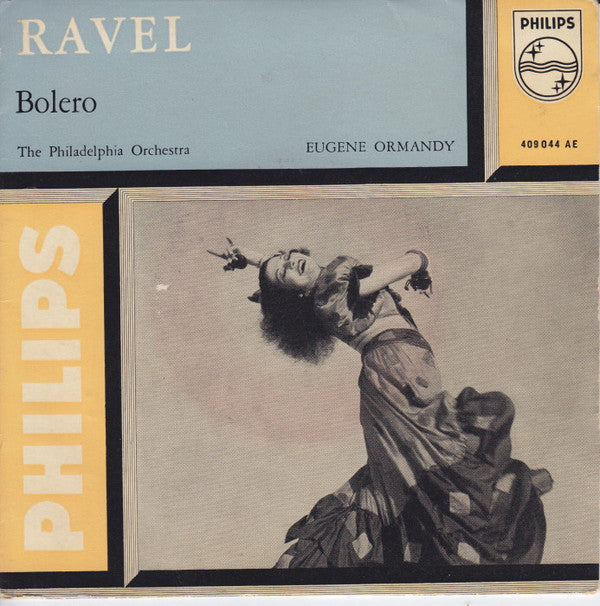 RAVEL
Bolero
The Philadelphia Orchestra
EUGENE ORMANDY
PHILIPS
409 044 AE
PHILIPS